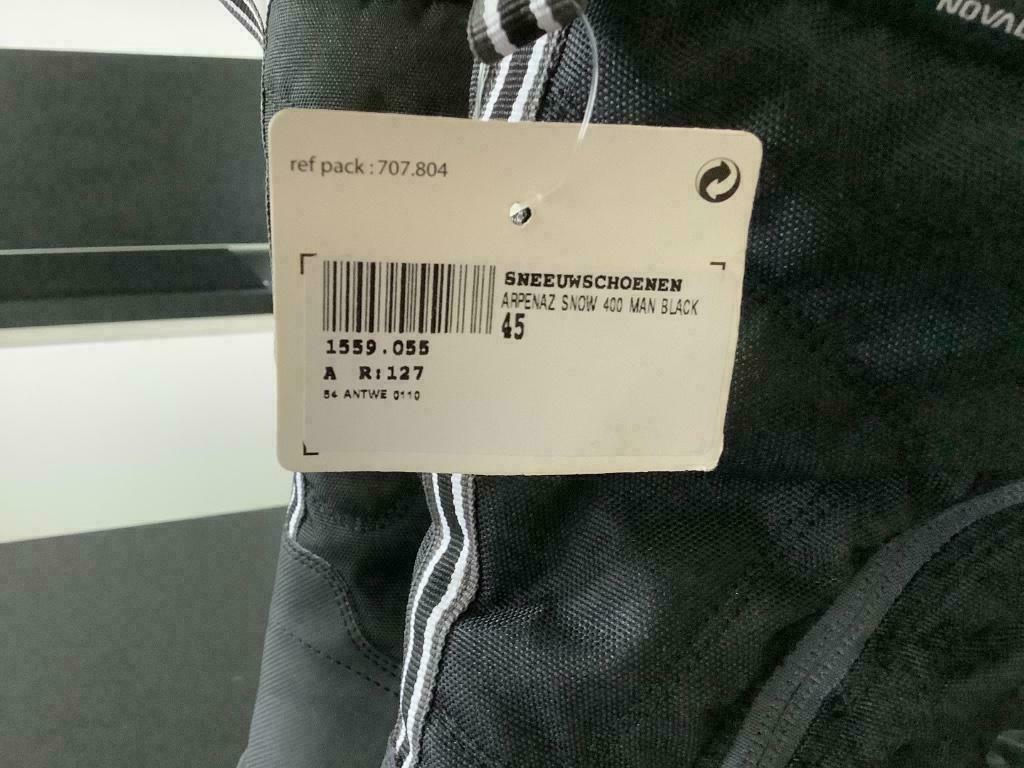 ref pack : 707.804
SNEEUWSCHOENEN
ARPENAZ SNOW 400 MAN BLACK
45
1559.055
A R:127
54 ANTWE 0110